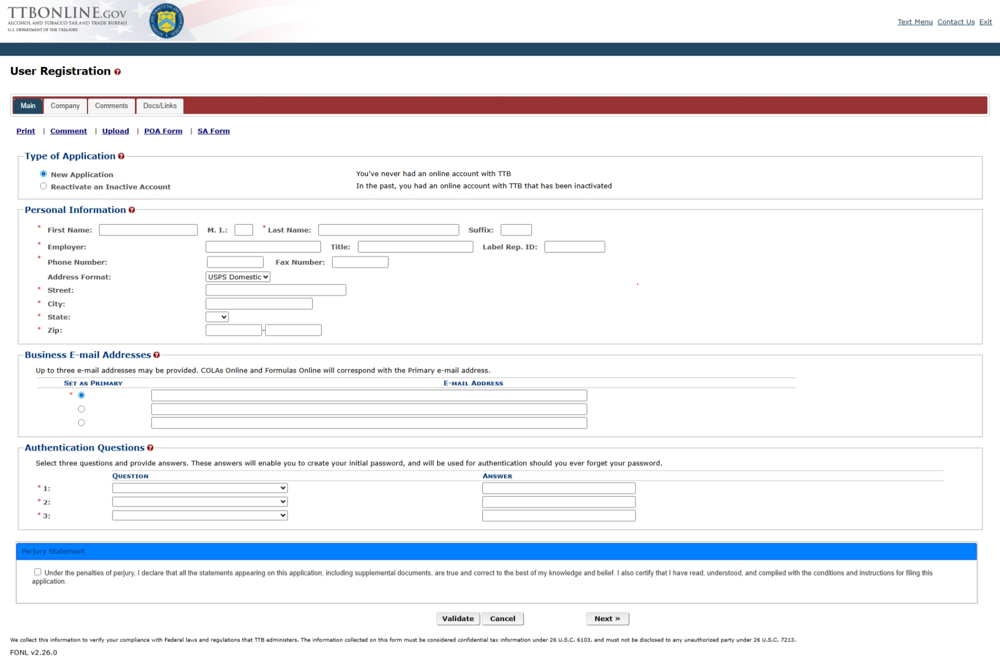 TTBONLINE.GOV
ALCOHOL AND TOBACCO TAX AND TRADE BUREAU
U.S. DEPARTMENT OF THE TREASURY
Text Menu Contact Us Exit
User Registration
Main Company Comments Docs/Links
Print | Comment | Upload | POA Form | SA Form
Type of Application
New Application You've never had an online account with TTB
Reactivate an Inactive Account In the past, you had an online account with TTB that has been inactivated
Personal Information
* First Name: M. I.: * Last Name: Suffix:
* Employer: Title: Label Rep. ID:
* Phone Number: Fax Number:
Address Format: USPS Domestic
* Street:
* City:
* State:
* Zip: -
Business E-mail Addresses
Up to three e-mail addresses may be provided. COLAs Online and Formulas Online will correspond with the Primary e-mail address.
SET AS PRIMARY E-MAIL ADDRESS
*
Authentication Questions
Select three questions and provide answers. These answers will enable you to create your initial password, and will be used for authentication should you ever forget your password.
QUESTION ANSWER
* 1:
* 2:
* 3:
Perjury Statement
Under the penalties of perjury, I declare that all the statements appearing on this application, including supplemental documents, are true and correct to the best of my knowledge and belief. I also certify that I have read, understood, and complied with the conditions and instructions for filing this
application.
Validate Cancel Next »
We collect this information to verify your compliance with Federal laws and regulations that TTB administers. The information collected on this form must be considered confidential tax information under 26 U.S.C. 6103, and must not be disclosed to any unauthorized party under 26 U.S.C. 7213.
FONL v2.26.0